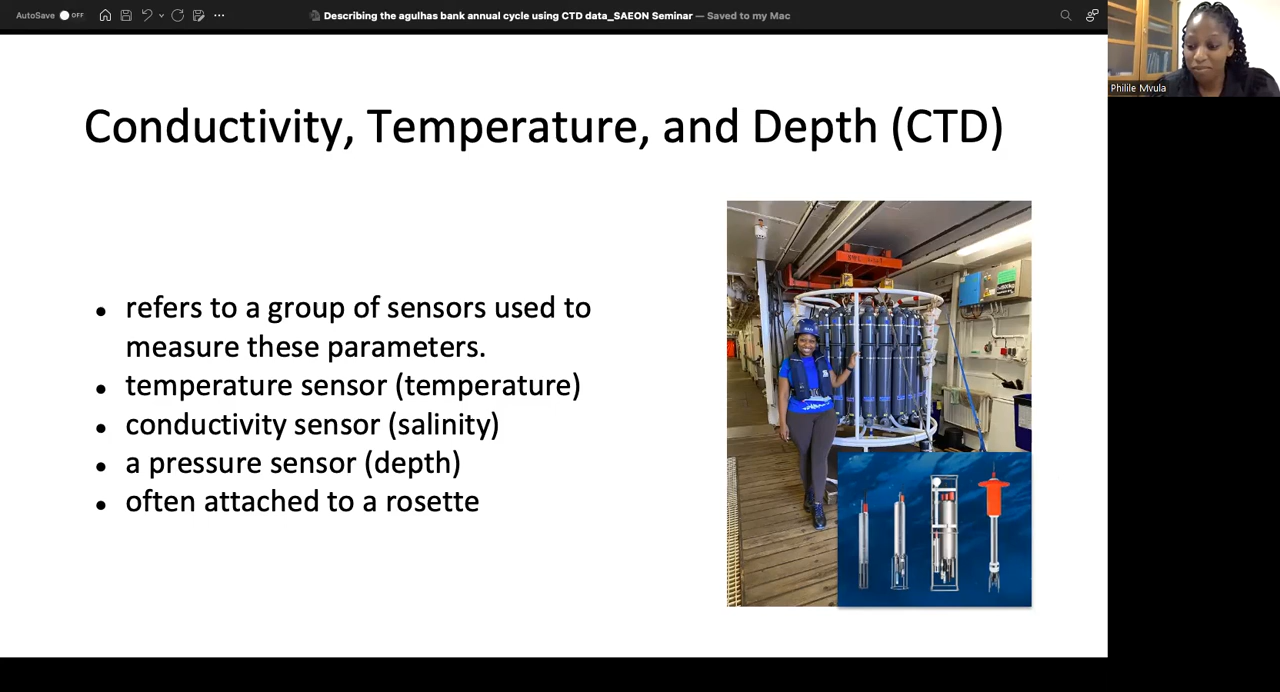 AutoSave OFF
Describing the agulhas bank annual cycle using CTD data_SAEON Seminar — Saved to my Mac
Philile Mvula
Conductivity, Temperature, and Depth (CTD)
• refers to a group of sensors used to
measure these parameters.
• temperature sensor (temperature)
• conductivity sensor (salinity)
• a pressure sensor (depth)
• often attached to a rosette